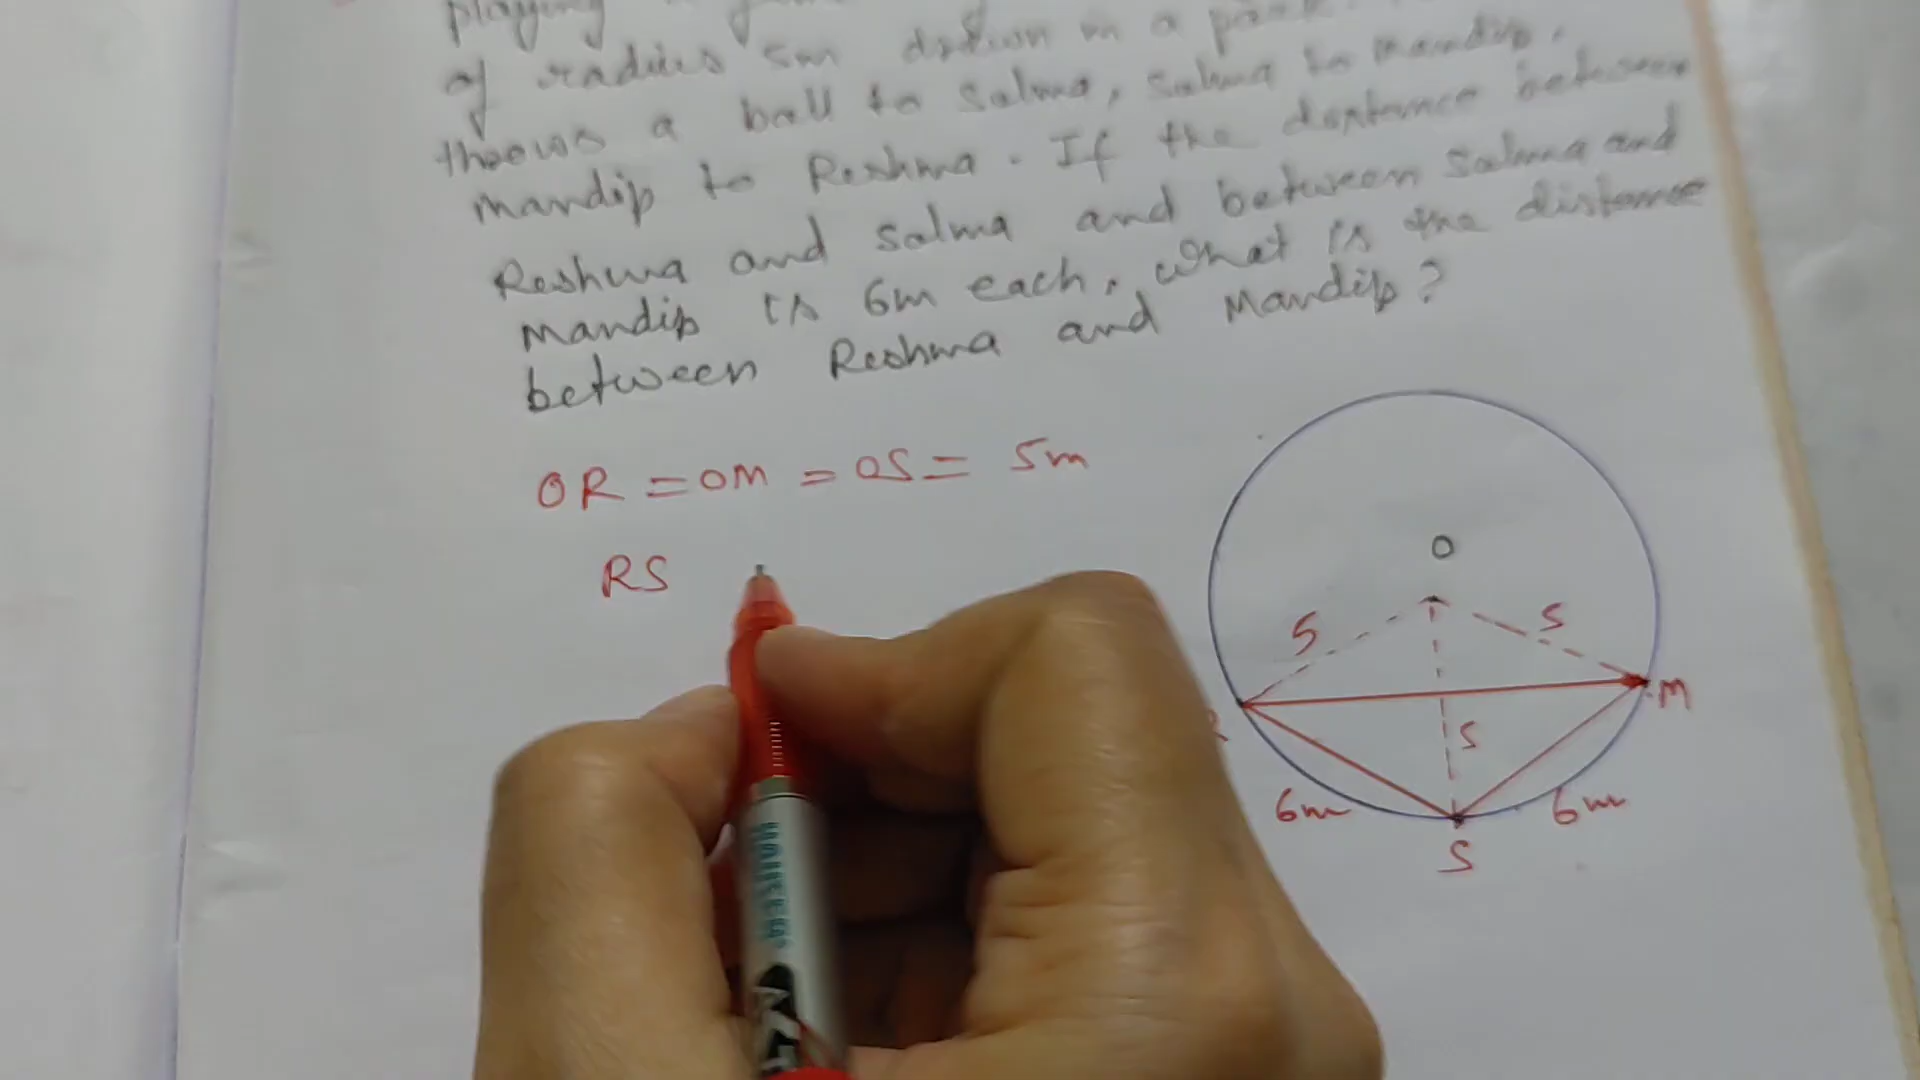 playing a
of radius 5m drawn in a park.
throws a ball to Salma, Salma to Mandip,
Mandip to Reshma. If the distance between
Reshma and Salma and between Salma and
Mandip is 6m each, what is the distance
between Reshma and Mandip?
OR = OM = OS = 5m
RS
O
5
5
M
5
6m
6m
S